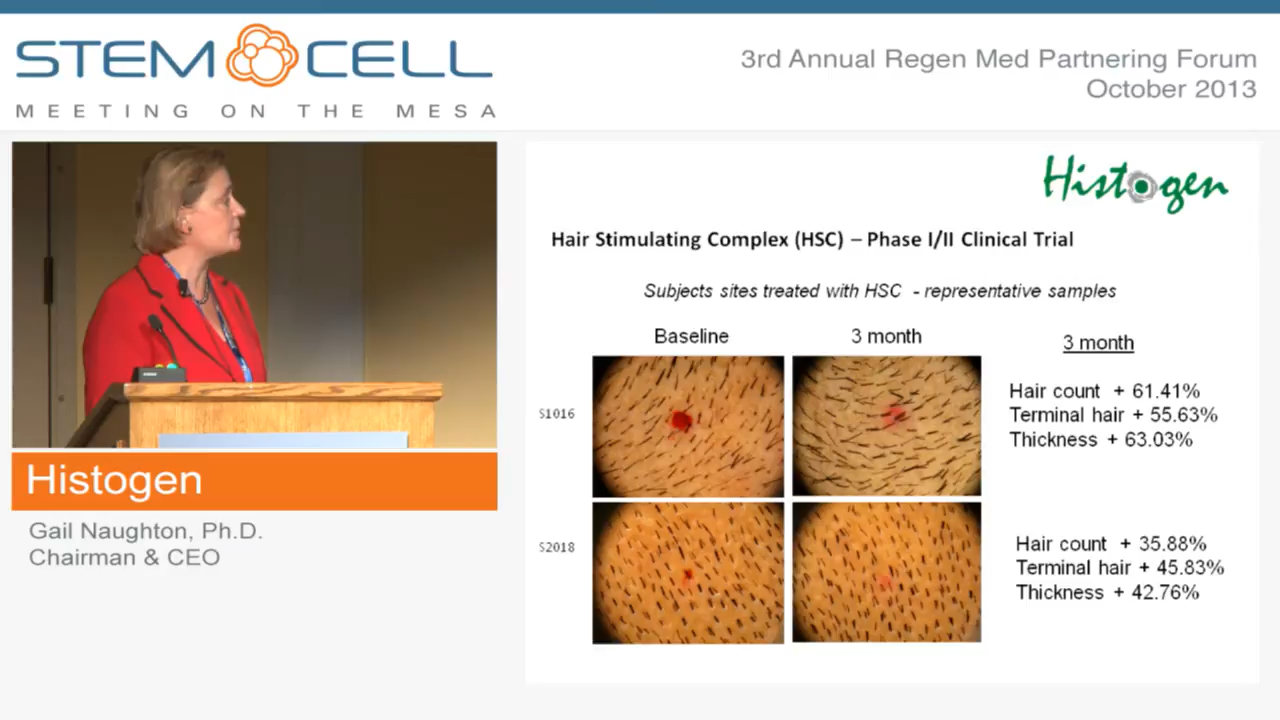 STEM CELL
MEETING ON THE MESA
3rd Annual Regen Med Partnering Forum
October 2013
Histogen
Hair Stimulating Complex (HSC) – Phase I/II Clinical Trial
Subjects sites treated with HSC - representative samples
Baseline
3 month
3 month
S1016
Hair count + 61.41%
Terminal hair + 55.63%
Thickness + 63.03%
S2018
Hair count + 35.88%
Terminal hair + 45.83%
Thickness + 42.76%
Histogen
Gail Naughton, Ph.D.
Chairman & CEO